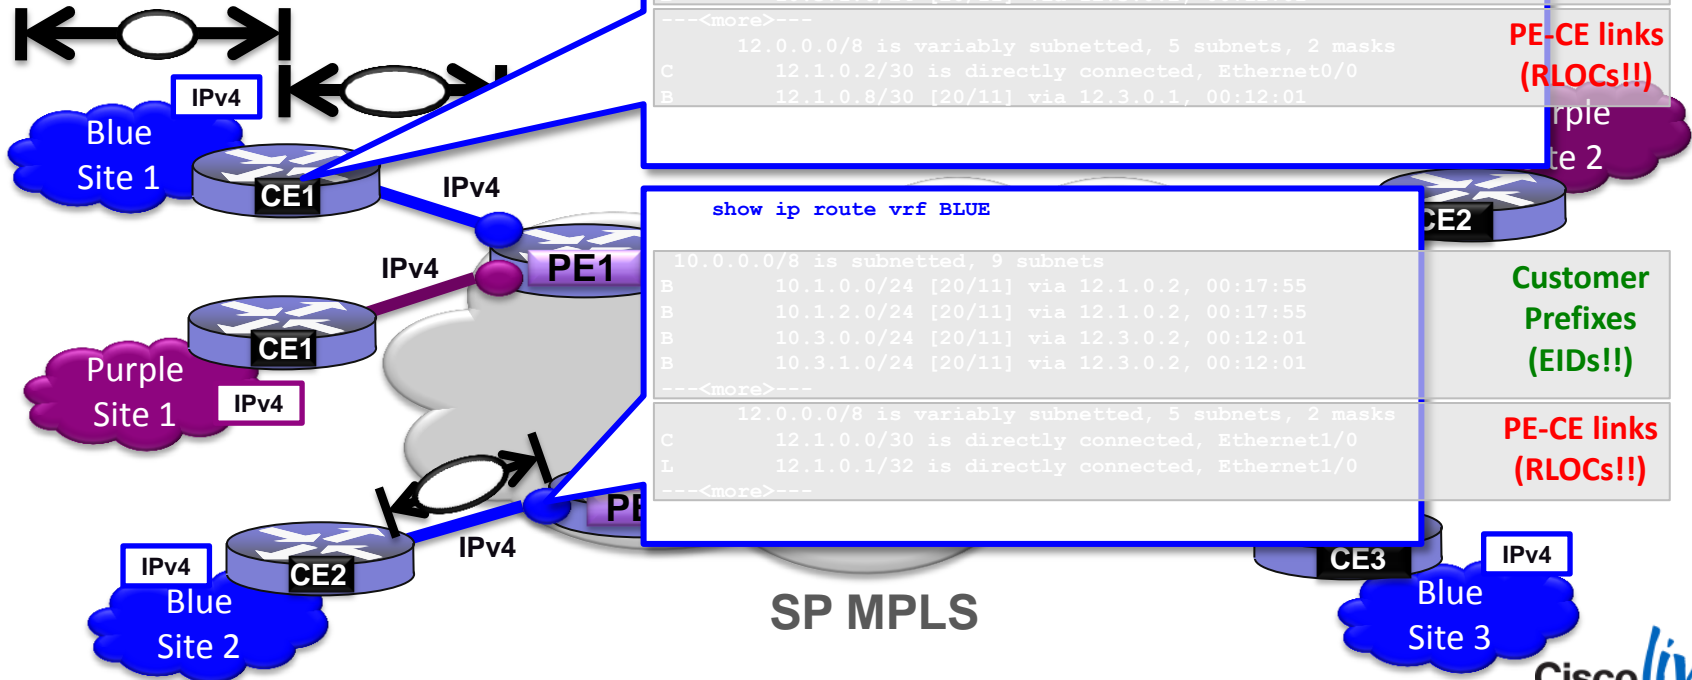 ---<more>---
12.0.0.0/8 is variably subnetted, 5 subnets, 2 masks
C 12.1.0.2/30 is directly connected, Ethernet0/0
B 12.1.0.8/30 [20/11] via 12.3.0.1, 00:12:01
PE-CE links
(RLOCs!!)
IPv4
Blue
Site 1
CE1
IPv4
rple
te 2
CE2
show ip route vrf BLUE
IPv4
PE1
10.0.0.0/8 is subnetted, 9 subnets
B 10.1.0.0/24 [20/11] via 12.1.0.2, 00:17:55
B 10.1.2.0/24 [20/11] via 12.1.0.2, 00:17:55
B 10.3.0.0/24 [20/11] via 12.3.0.2, 00:12:01
B 10.3.1.0/24 [20/11] via 12.3.0.2, 00:12:01
---<more>---
Customer
Prefixes
(EIDs!!)
CE1
Purple
Site 1
IPv4
12.0.0.0/8 is variably subnetted, 5 subnets, 2 masks
C 12.1.0.0/30 is directly connected, Ethernet1/0
L 12.1.0.1/32 is directly connected, Ethernet1/0
---<more>---
PE-CE links
(RLOCs!!)
PE
IPv4
IPv4
CE2
Blue
Site 2
SP MPLS
CE3
IPv4
Blue
Site 3
Cisco liv